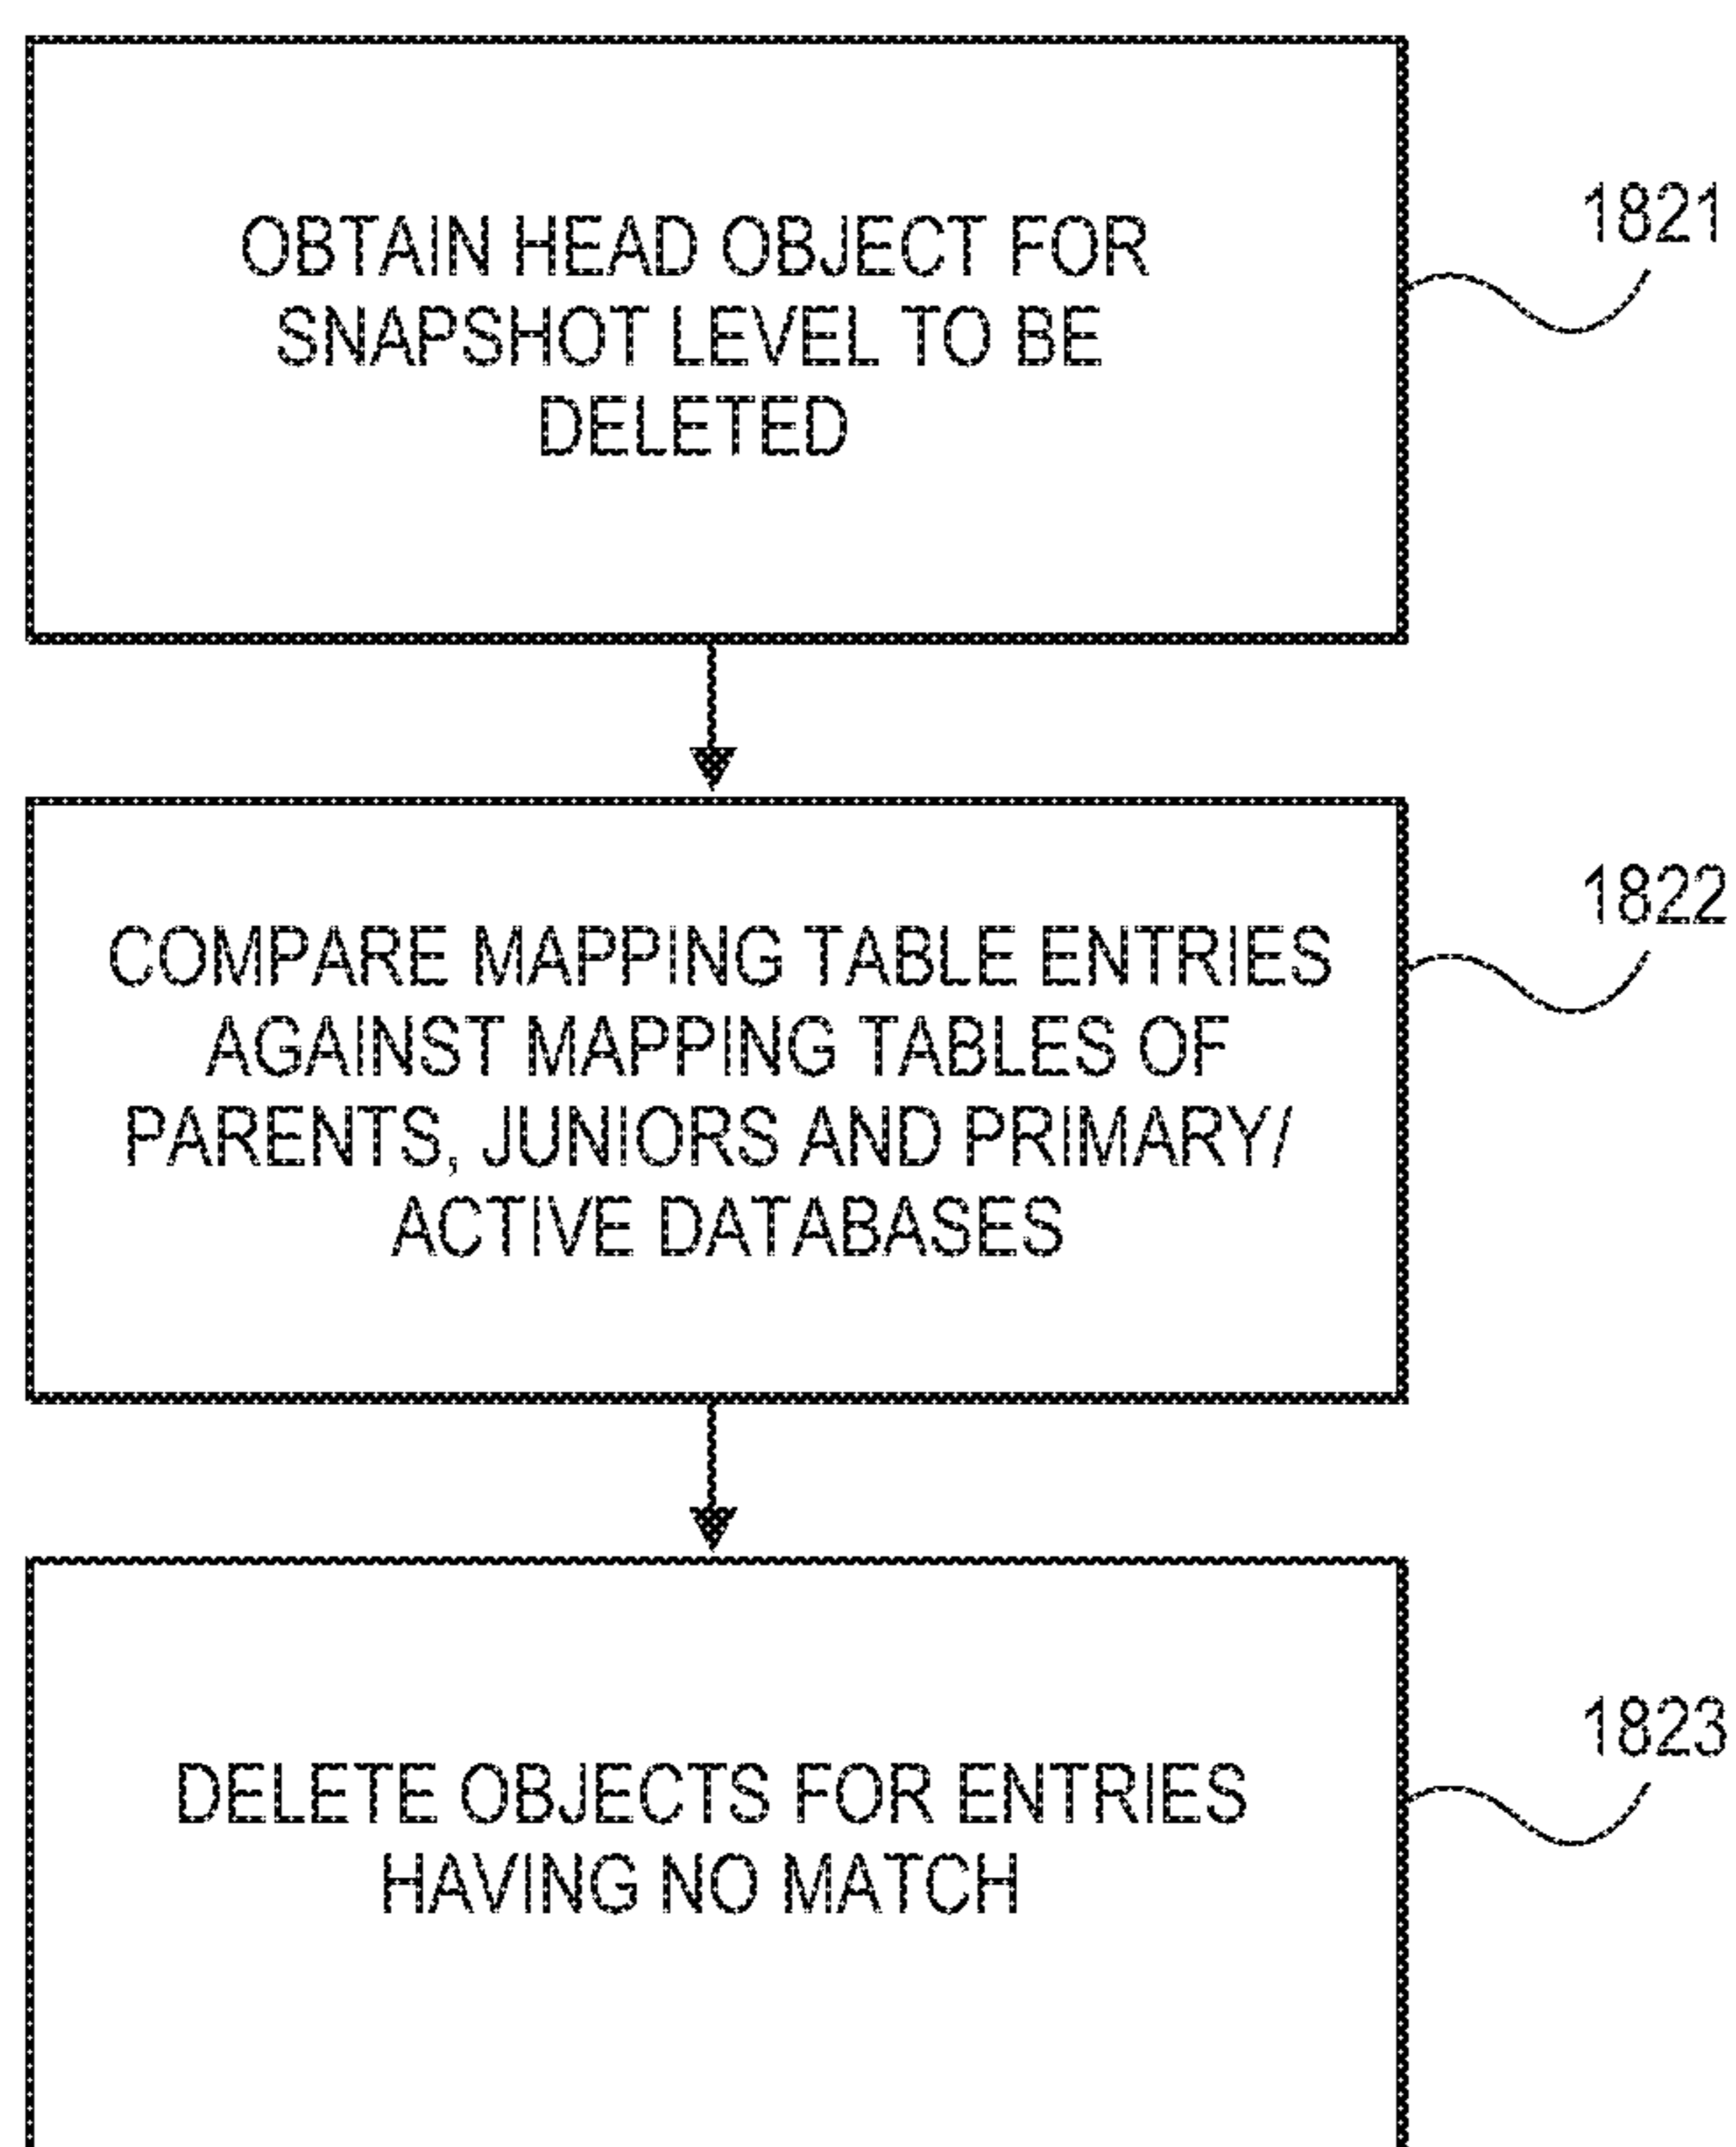 OBTAIN HEAD OBJECT FOR
SNAPSHOT LEVEL TO BE
DELETED
1821
COMPARE MAPPING TABLE ENTRIES
AGAINST MAPPING TABLES OF
PARENTS, JUNIORS AND PRIMARY/
ACTIVE DATABASES
1822
DELETE OBJECTS FOR ENTRIES
HAVING NO MATCH
1823